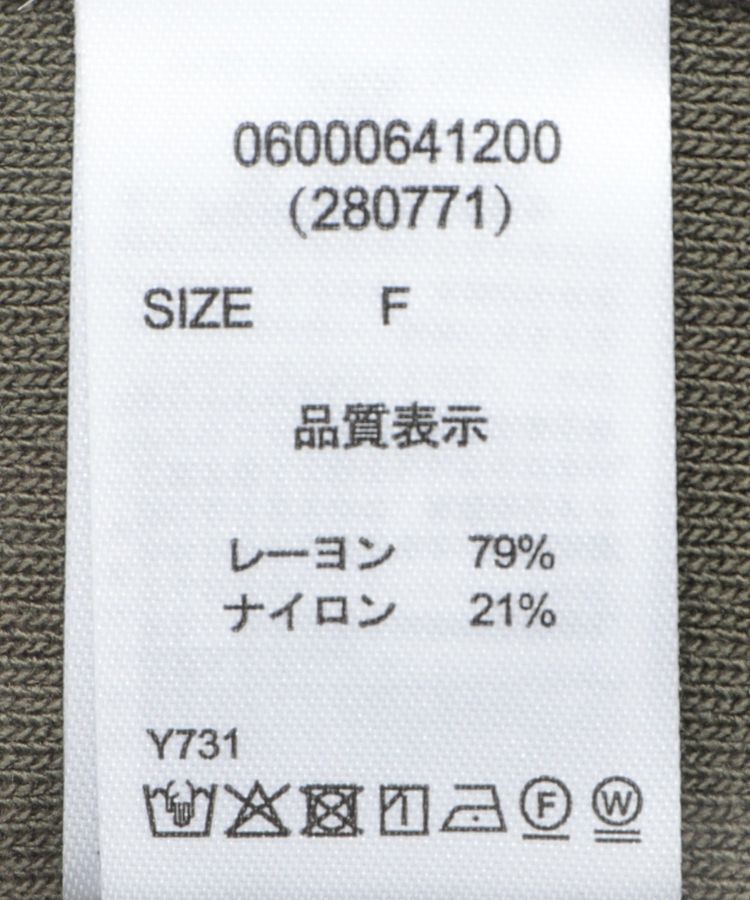 06000641200
(280771)
SIZE F
品質表示
レーヨン 79%
ナイロン 21%
Y731
F W